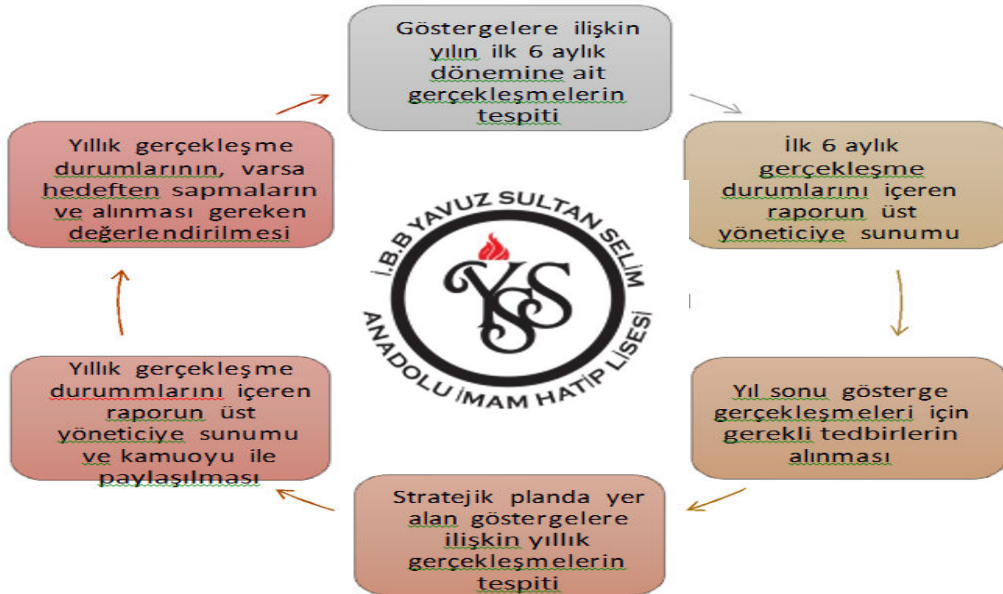 Göstergelere ilişkin
yılın ilk 6 aylık
dönemine ait
gerçekleşmelerin
tespiti
İlk 6 aylık
gerçekleşme
durumlarını içeren
raporun üst
yöneticiye sunumu
Yıl sonu gösterge
gerçekleşmeleri için
gerekli tedbirlerin
alınması
Stratejik planda yer
alan göstergelere
ilişkin yıllık
gerçekleşmelerin
tespiti
Yıllık gerçekleşme
durummlarını içeren
raporun üst
yöneticiye sunumu
ve kamuoyu ile
paylaşılması
Yıllık gerçekleşme
durumlarının, varsa
hedeften sapmaların
ve alınması gereken
değerlendirilmesi
İ.B.B YAVUZ SULTAN SELİM
YSS
ANADOLU İMAM HATİP LİSESİ